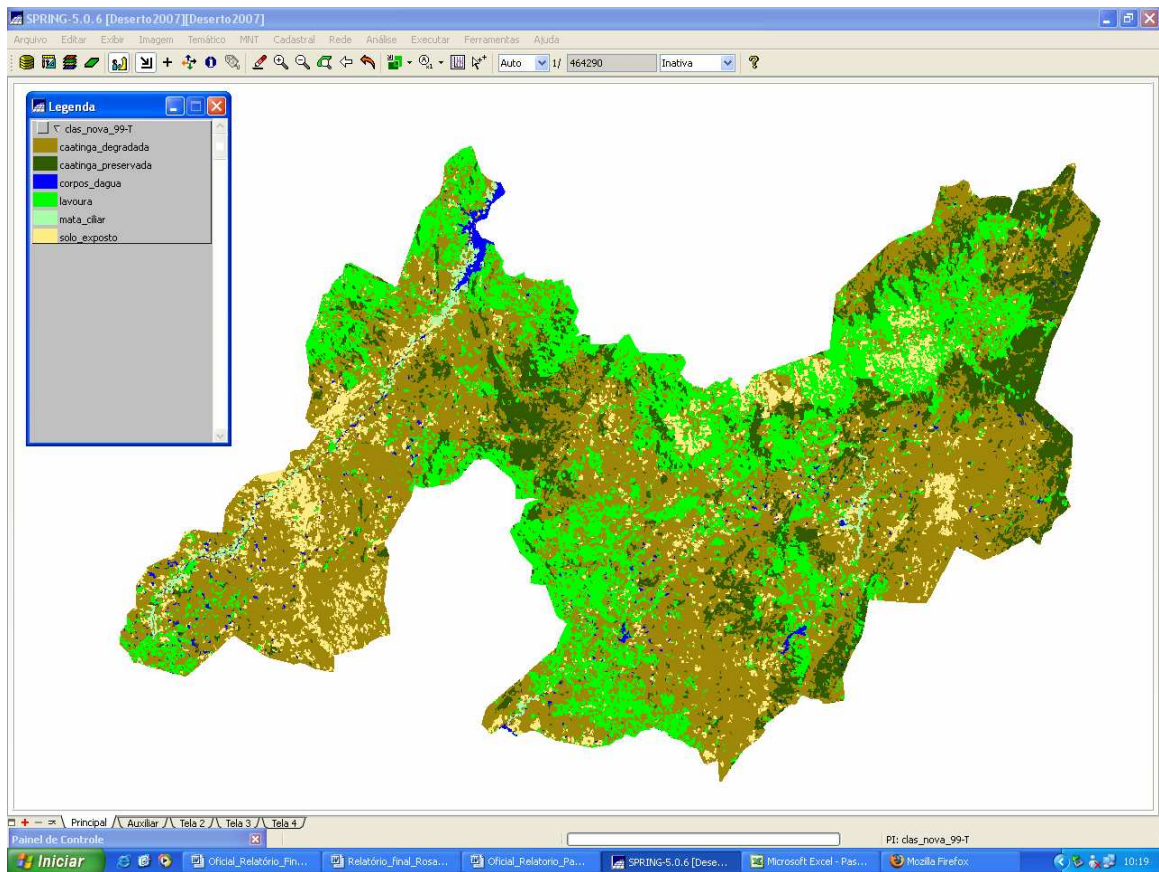 SPRING-5.0.6 [Deserto2007][Deserto2007]
Arquivo Editar Exibir Imagem Temático MNT Cadastral Rede Análise Executar Ferramentas Ajuda
Auto 1/ 464290 Inativa
Legenda
clas_nova_99-T
caatinga_degradada
caatinga_preservada
corpos_dagua
lavoura
mata_ciliar
solo_exposto
Principal Auxiliar Tela 2 Tela 3 Tela 4
Painel de Controle
PI: clas_nova_99-T
Iniciar Oficial_Relatório_Fin... Relatório_final_Rosa... Oficial_Relatorio_Pa... SPRING-5.0.6 [Dese... Microsoft Excel - Pas... Mozilla Firefox 10:19